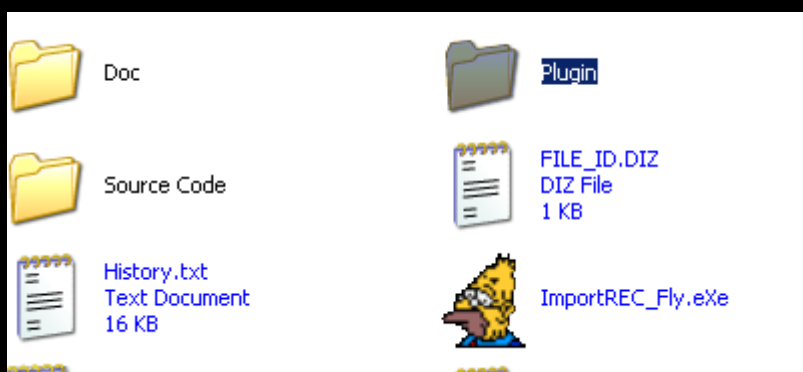 Doc
Plugin
Source Code
FILE_ID.DIZ
DIZ File
1 KB
History.txt
Text Document
16 KB
ImportREC_Fly.eXe